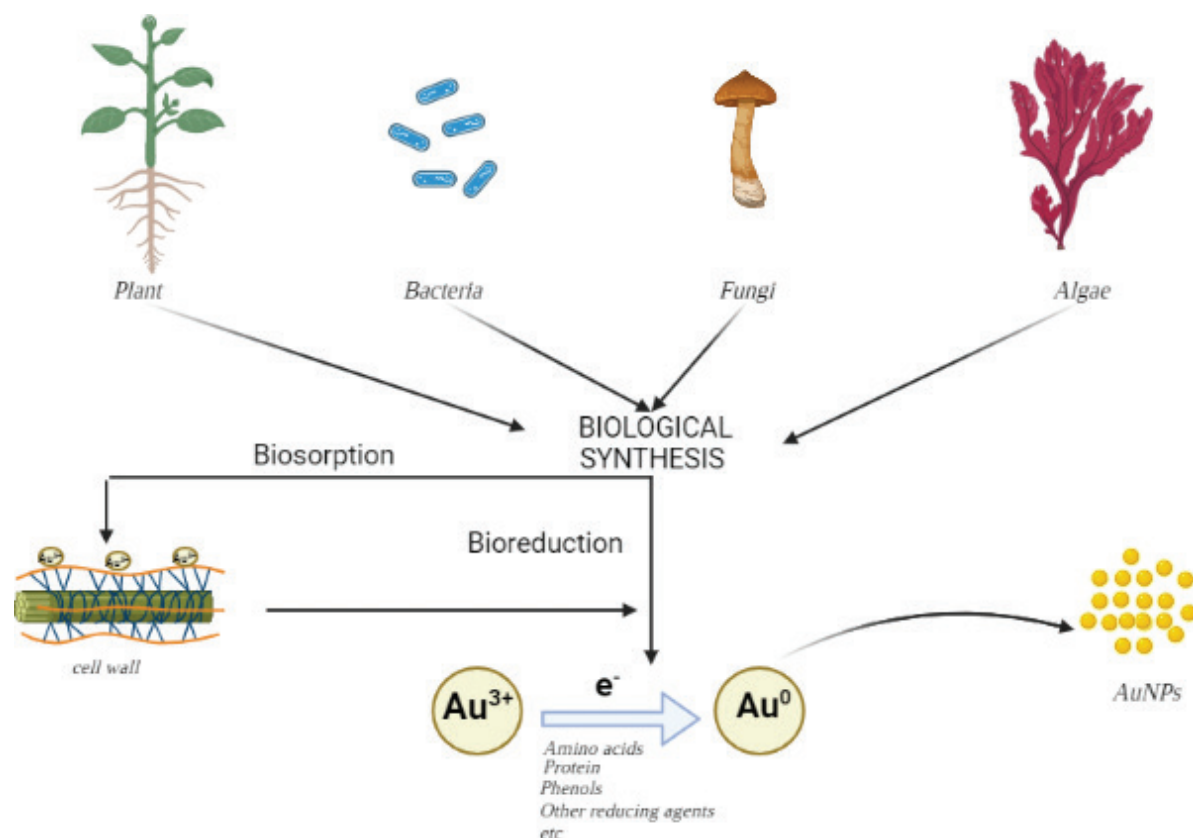 Plant
Bacteria
Fungi
Algae
BIOLOGICAL
SYNTHESIS
Biosorption
Bioreduction
cell wall
Au³⁺
e⁻
Au⁰
AuNPs
Amino acids
Protein
Phenols
Other reducing agents
etc